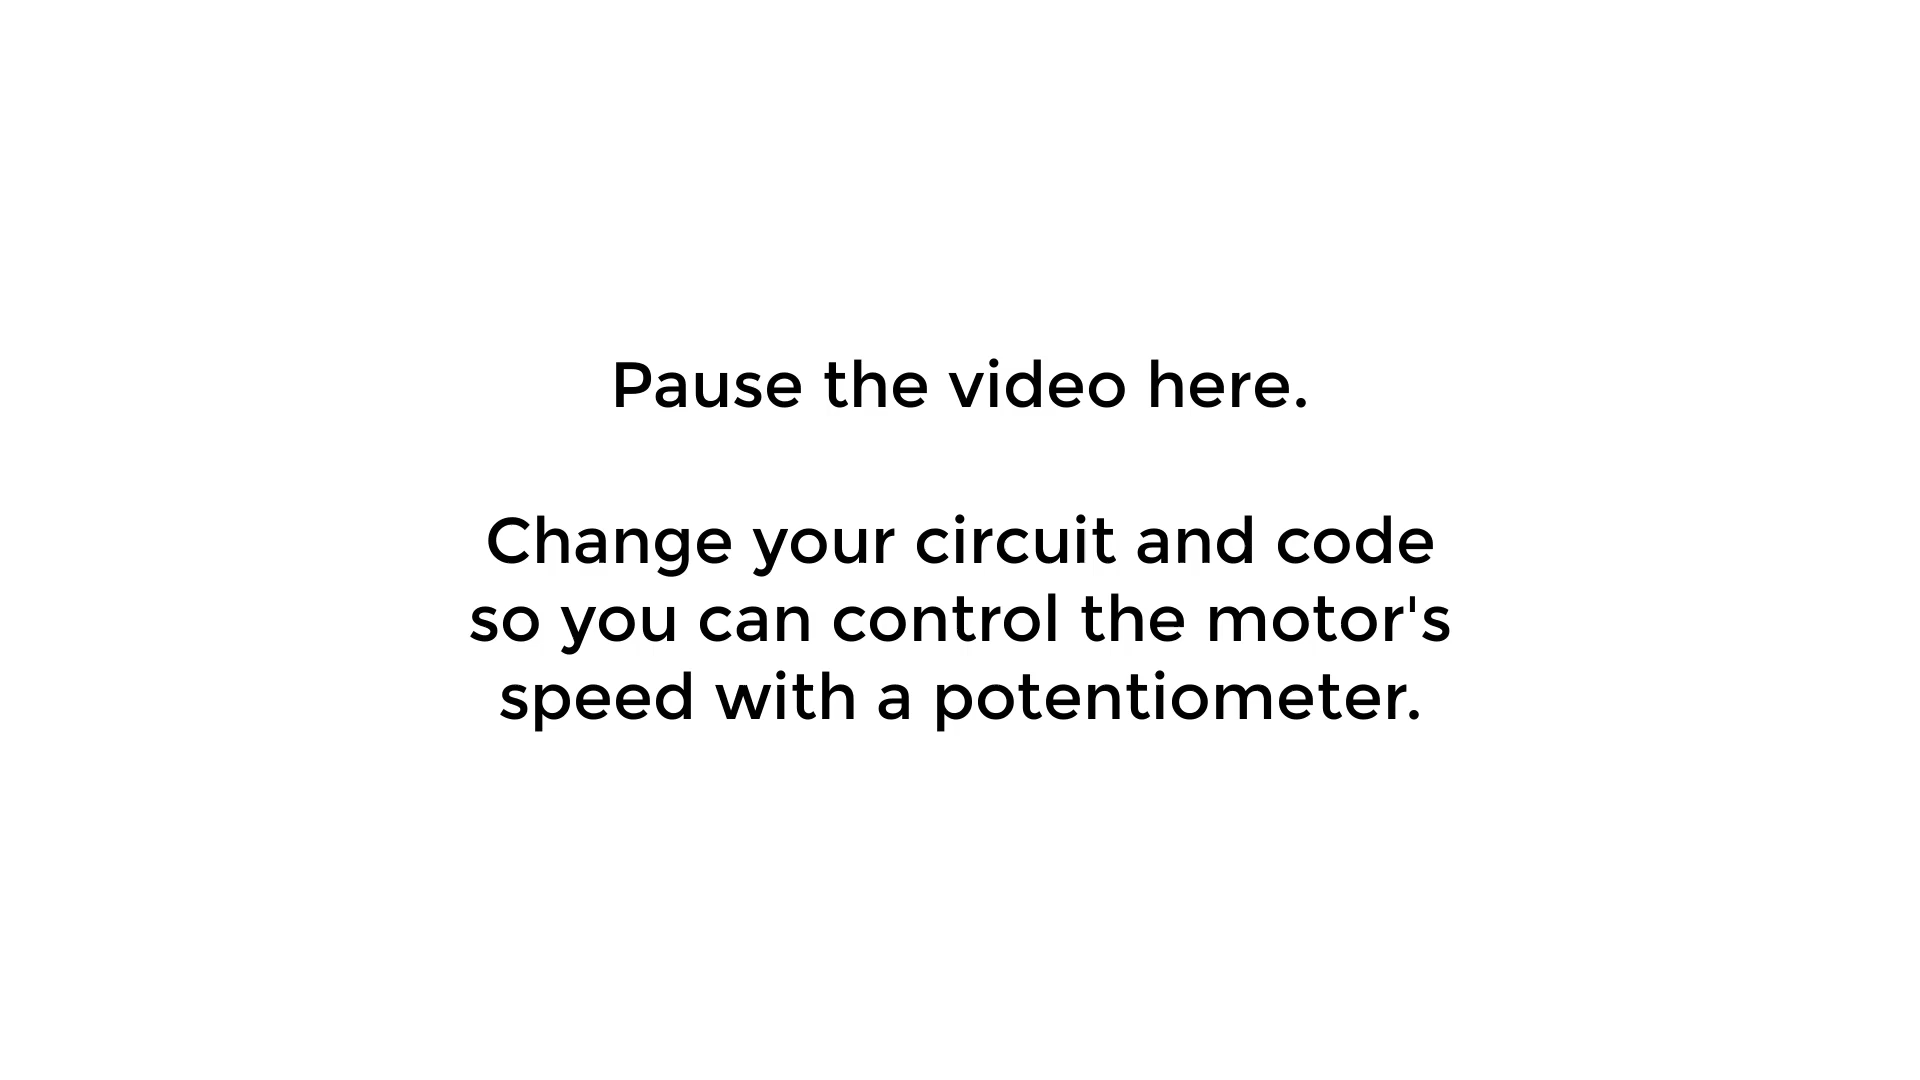 Pause the video here.
Change your circuit and code
so you can control the motor's
speed with a potentiometer.